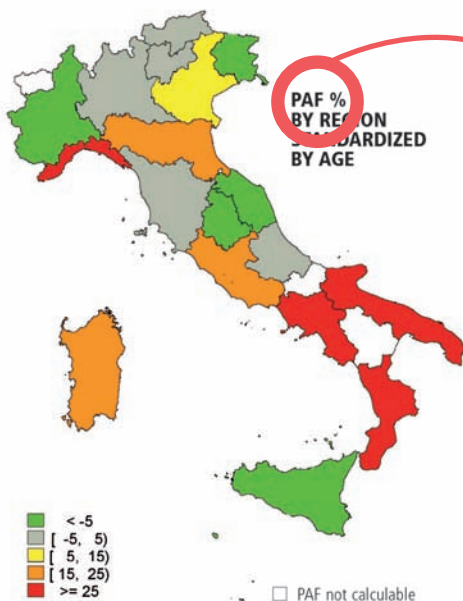 PAF %
BY REGION
STANDARDIZED
BY AGE
< -5
[ -5, 5)
[ 5, 15)
[ 15, 25)
>= 25
PAF not calculable